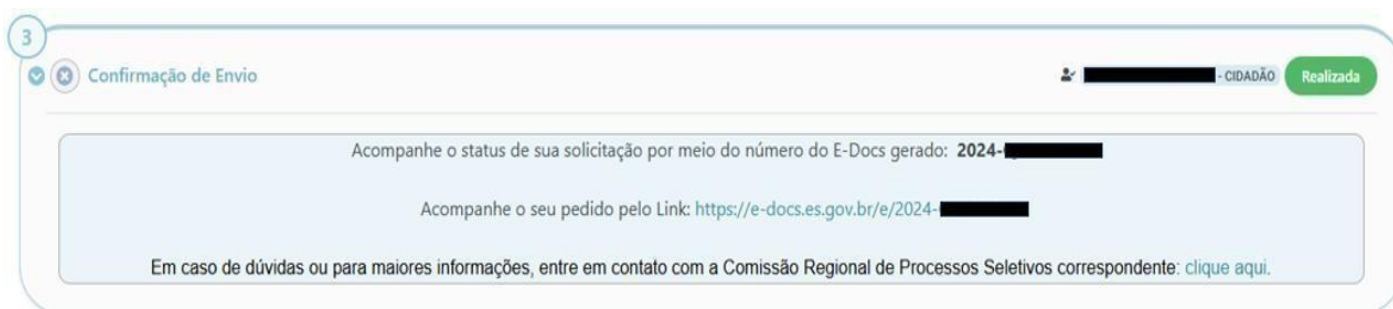 3
Confirmação de Envio
- CIDADÃO
Realizada
Acompanhe o status de sua solicitação por meio do número do E-Docs gerado: 2024-
Acompanhe o seu pedido pelo Link: https://e-docs.es.gov.br/e/2024-
Em caso de dúvidas ou para maiores informações, entre em contato com a Comissão Regional de Processos Seletivos correspondente: clique aqui.